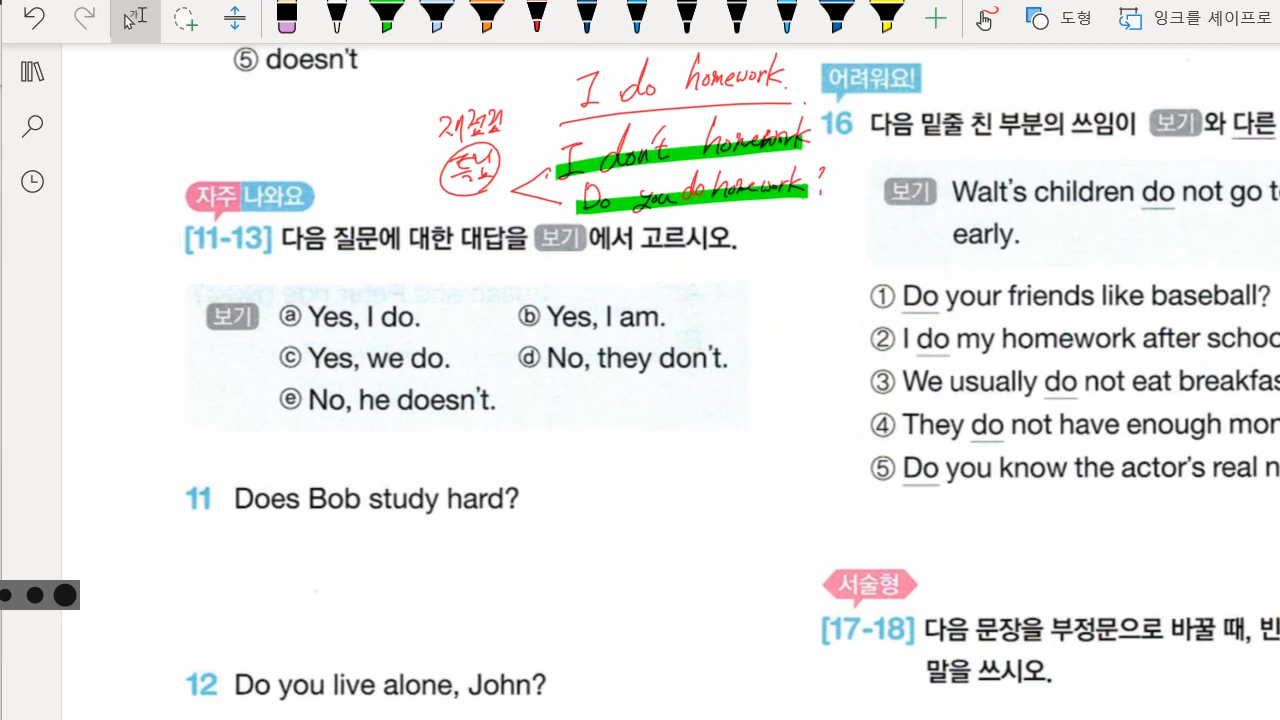 도형
잉크를 셰이프로
⑤ doesn't
I do homework.
I don't homework
Do you do homework?
자주 나와요
[11-13] 다음 질문에 대한 대답을 보기 에서 고르시오.
보기 ⓐ Yes, I do. ⓑ Yes, I am.
ⓒ Yes, we do. ⓓ No, they don't.
ⓔ No, he doesn't.
11 Does Bob study hard?
12 Do you live alone, John?
어려워요!
16 다음 밑줄 친 부분의 쓰임이 보기 와 다른
보기 Walt's children do not go t
early.
① Do your friends like baseball?
② I do my homework after schoo
③ We usually do not eat breakfas
④ They do not have enough mon
⑤ Do you know the actor's real n
서술형
[17-18] 다음 문장을 부정문으로 바꿀 때, 빈
말을 쓰시오.